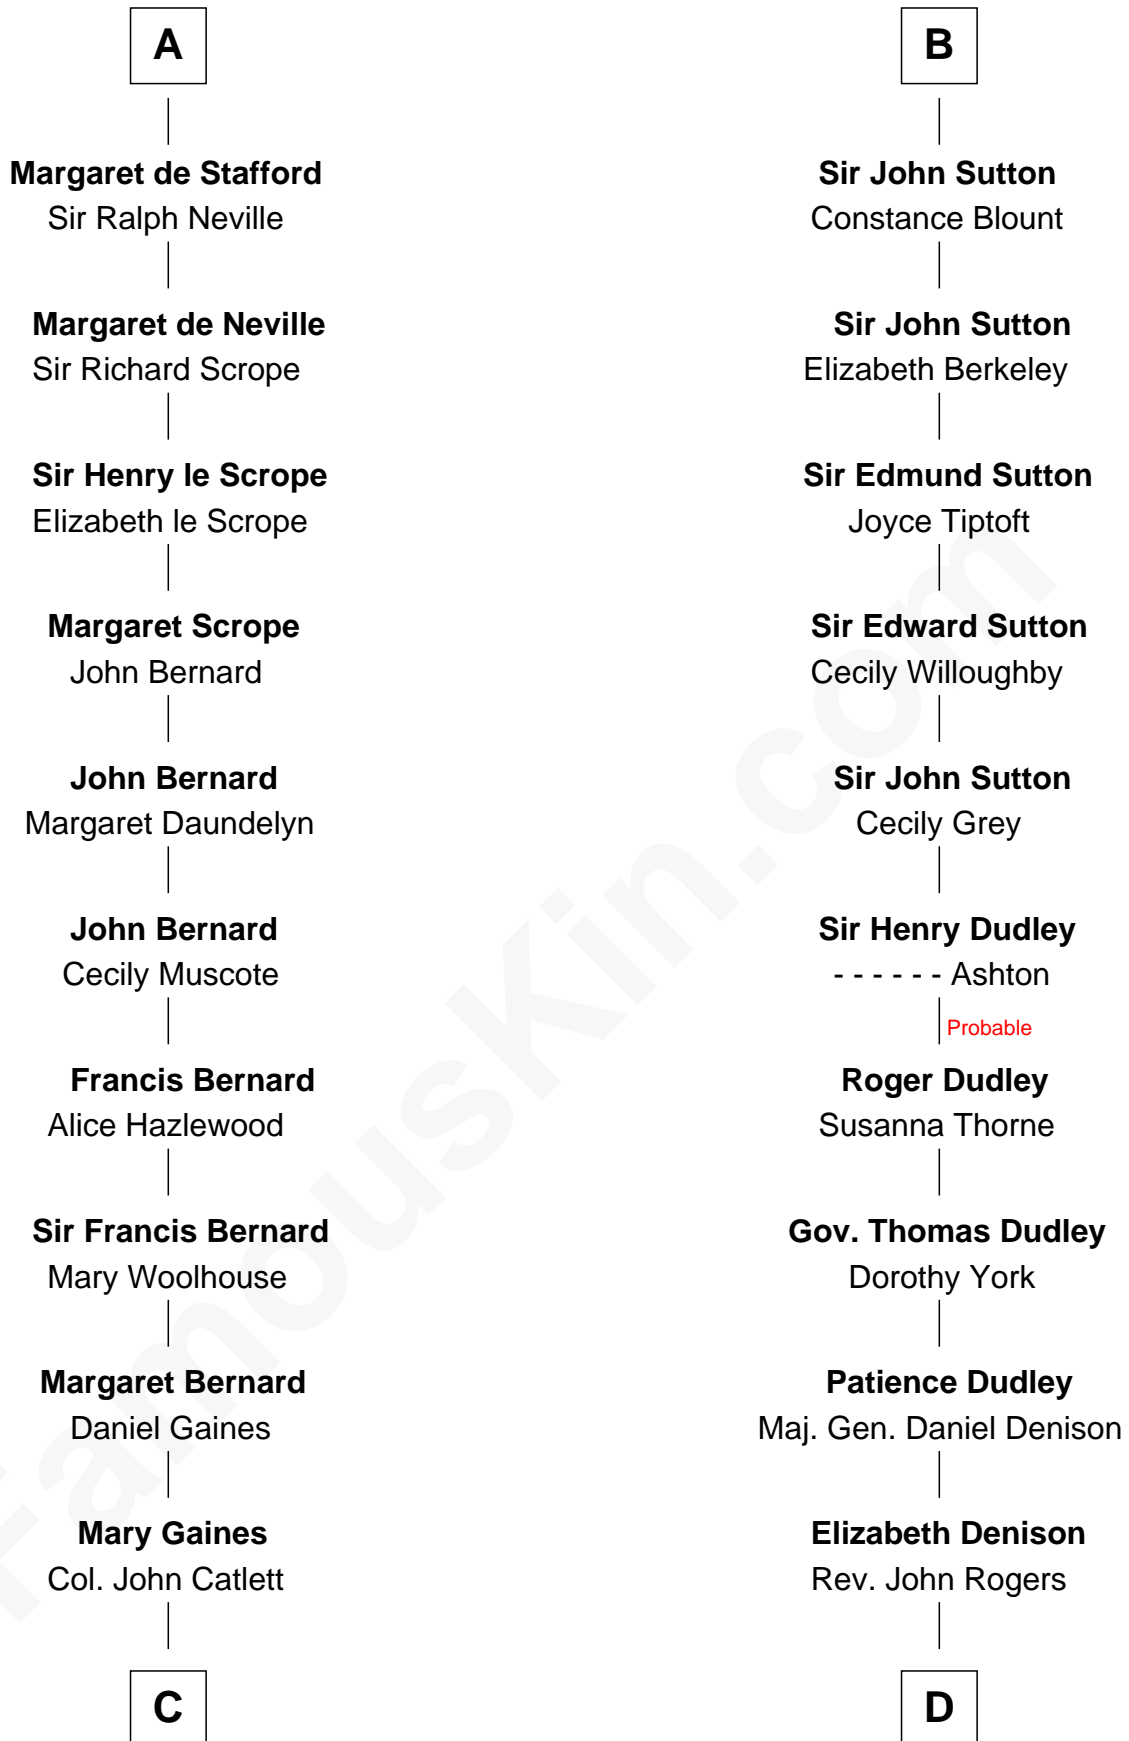 A
Margaret de Stafford
Sir Ralph Neville
Margaret de Neville
Sir Richard Scrope
Sir Henry le Scrope
Elizabeth le Scrope
Margaret Scrope
John Bernard
John Bernard
Margaret Daundelyn
John Bernard
Cecily Muscote
Francis Bernard
Alice Hazlewood
Sir Francis Bernard
Mary Woolhouse
Margaret Bernard
Daniel Gaines
Mary Gaines
Col. John Catlett
C
B
Sir John Sutton
Constance Blount
Sir John Sutton
Elizabeth Berkeley
Sir Edmund Sutton
Joyce Tiptoft
Sir Edward Sutton
Cecily Willoughby
Sir John Sutton
Cecily Grey
Sir Henry Dudley
- - - - - - Ashton
Probable
Roger Dudley
Susanna Thorne
Gov. Thomas Dudley
Dorothy York
Patience Dudley
Maj. Gen. Daniel Denison
Elizabeth Denison
Rev. John Rogers
D
FamousKin.com